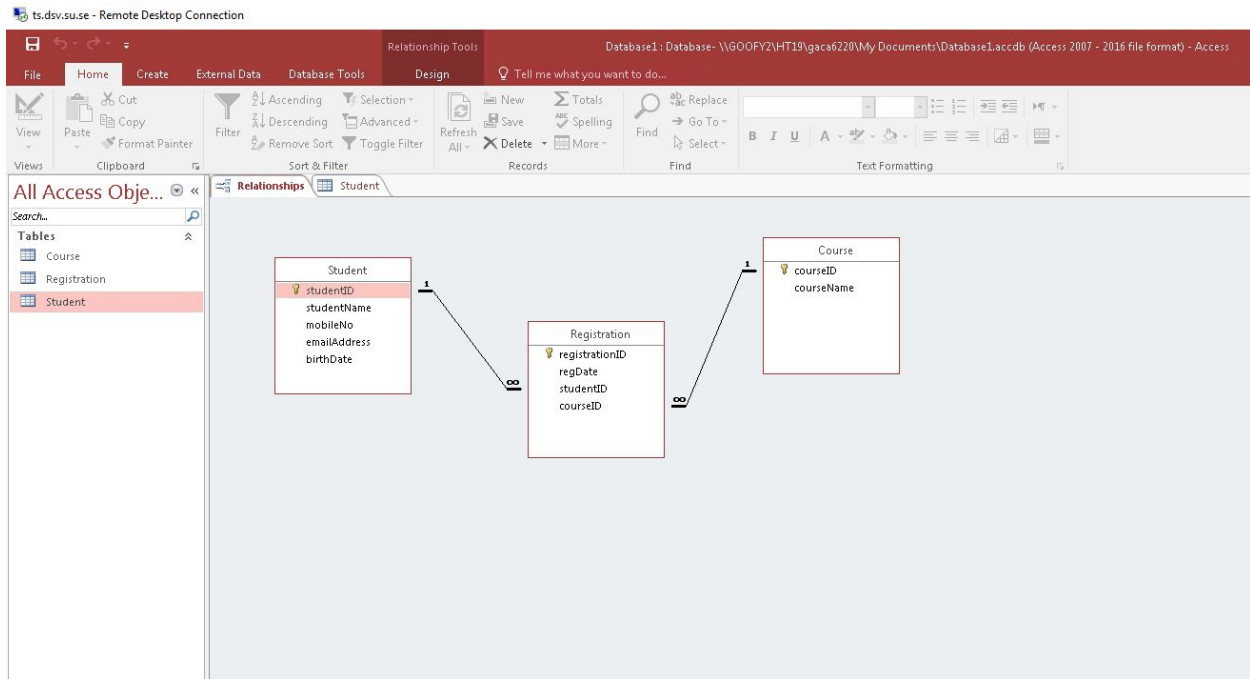 ts.dsv.su.se - Remote Desktop Connection
Relationship Tools
Database1 : Database- \\GOOFY2\HT19\gaca6220\My Documents\Database1.accdb (Access 2007 - 2016 file format) - Access
File Home Create External Data Database Tools Design Tell me what you want to do...
View
Paste
Cut
Copy
Format Painter
Filter
Ascending
Descending
Remove Sort
Selection
Advanced
Toggle Filter
Refresh All
New
Save
Delete
Totals
Spelling
More
Find
Replace
Go To
Select
B I U A
Views Clipboard Sort & Filter Records Find Text Formatting
All Access Obje...
Search...
Tables
Course
Registration
Student
Relationships Student
Student
studentID
studentName
mobileNo
emailAddress
birthDate
1
∞
Registration
registrationID
regDate
studentID
courseID
∞
1
Course
courseID
courseName